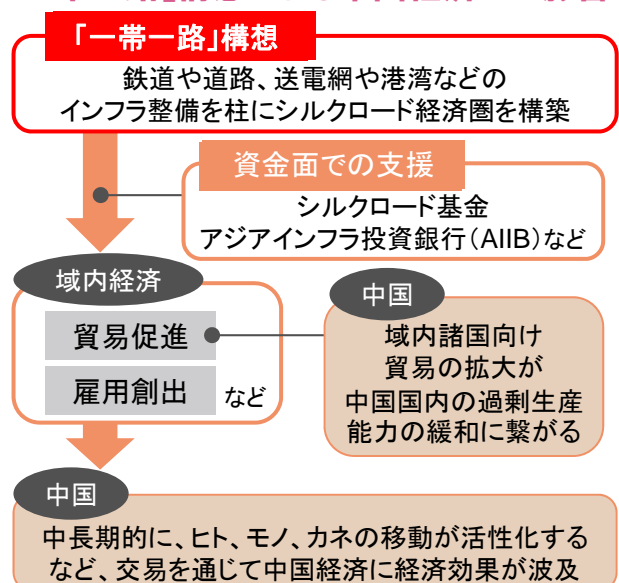 「一帯一路」構想
鉄道や道路、送電網や港湾などの
インフラ整備を柱にシルクロード経済圏を構築
資金面での支援
シルクロード基金
アジアインフラ投資銀行（AIIB）など
域内経済
貿易促進
雇用創出 など
中国
域内諸国向け
貿易の拡大が
中国国内の過剰生産
能力の緩和に繋がる
中国
中長期的に、ヒト、モノ、カネの移動が活性化する
など、交易を通じて中国経済に経済効果が波及